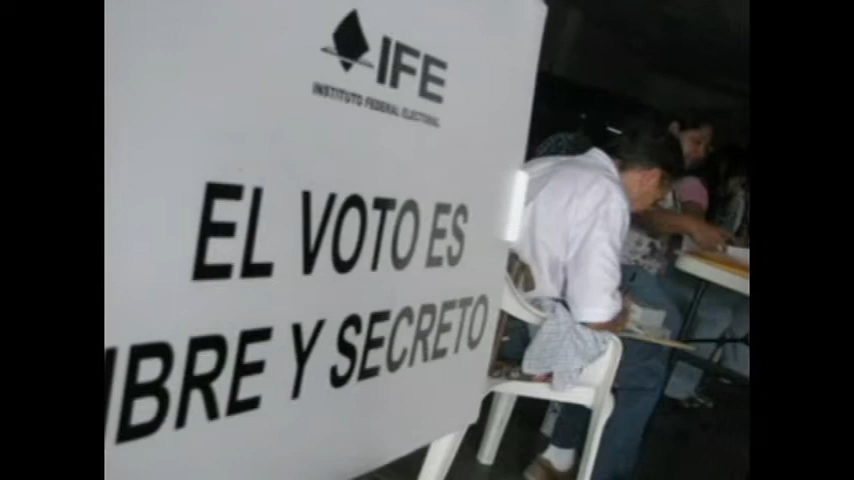 IFE
INSTITUTO FEDERAL ELECTORAL
EL VOTO ES
IBRE Y SECRETO